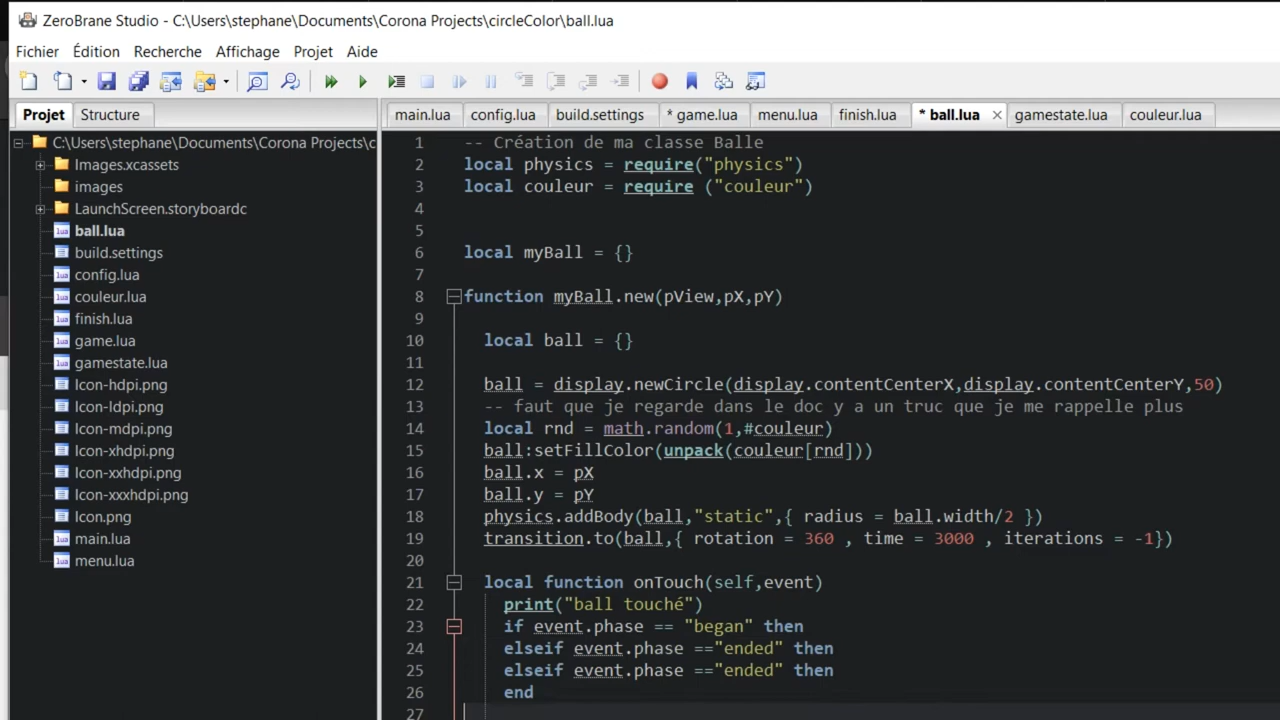 ZeroBrane Studio - C:\Users\stephane\Documents\Corona Projects\circleColor\ball.lua
Fichier Édition Recherche Affichage Projet Aide
Projet Structure
main.lua config.lua build.settings * game.lua menu.lua finish.lua * ball.lua gamestate.lua couleur.lua
C:\Users\stephane\Documents\Corona Projects\c
Images.xcassets
images
LaunchScreen.storyboardc
ball.lua
build.settings
config.lua
couleur.lua
finish.lua
game.lua
gamestate.lua
Icon-hdpi.png
Icon-ldpi.png
Icon-mdpi.png
Icon-xhdpi.png
Icon-xxhdpi.png
Icon-xxxhdpi.png
Icon.png
main.lua
menu.lua
1 -- Création de ma classe Balle
2 local physics = require("physics")
3 local couleur = require ("couleur")
4
5
6 local myBall = {}
7
8 function myBall.new(pView,pX,pY)
9
10 local ball = {}
11
12 ball = display.newCircle(display.contentCenterX,display.contentCenterY,50)
13 -- faut que je regarde dans le doc y a un truc que je me rappelle plus
14 local rnd = math.random(1,#couleur)
15 ball:setFillColor(unpack(couleur[rnd]))
16 ball.x = pX
17 ball.y = pY
18 physics.addBody(ball,"static",{ radius = ball.width/2 })
19 transition.to(ball,{ rotation = 360 , time = 3000 , iterations = -1})
20
21 local function onTouch(self,event)
22 print("ball touché")
23 if event.phase == "began" then
24 elseif event.phase =="ended" then
25 elseif event.phase =="ended" then
26 end
27